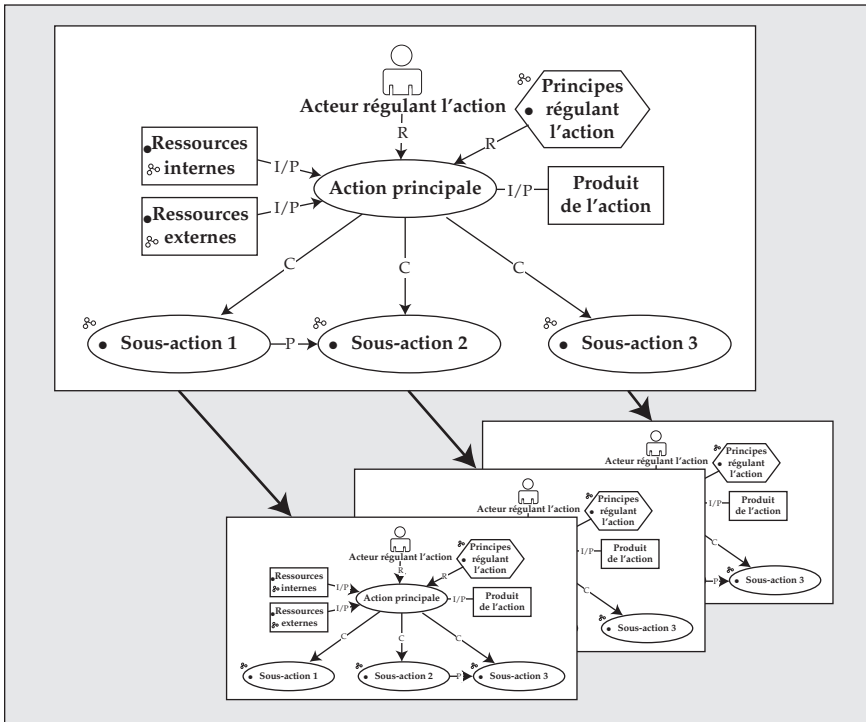 Acteur régulant l'action
Principes
régulant
l'action
R
R
Ressources
internes
I/P
Action principale
I/P
Produit
de l'action
Ressources
externes
I/P
C
C
C
Sous-action 1
P
Sous-action 2
Sous-action 3
Acteur régulant l'action
Principes
régulant
l'action
I/P
Produit
de l'action
C
P
Sous-action 3
Acteur régulant l'action
Principes
régulant
l'action
I/P
Produit
de l'action
C
Sous-action 3
Acteur régulant l'action
Principes
régulant
l'action
R
R
Ressources
internes
I/P
Action principale
I/P
Produit
de l'action
Ressources
externes
I/P
C
C
C
Sous-action 1
Sous-action 2
P
Sous-action 3